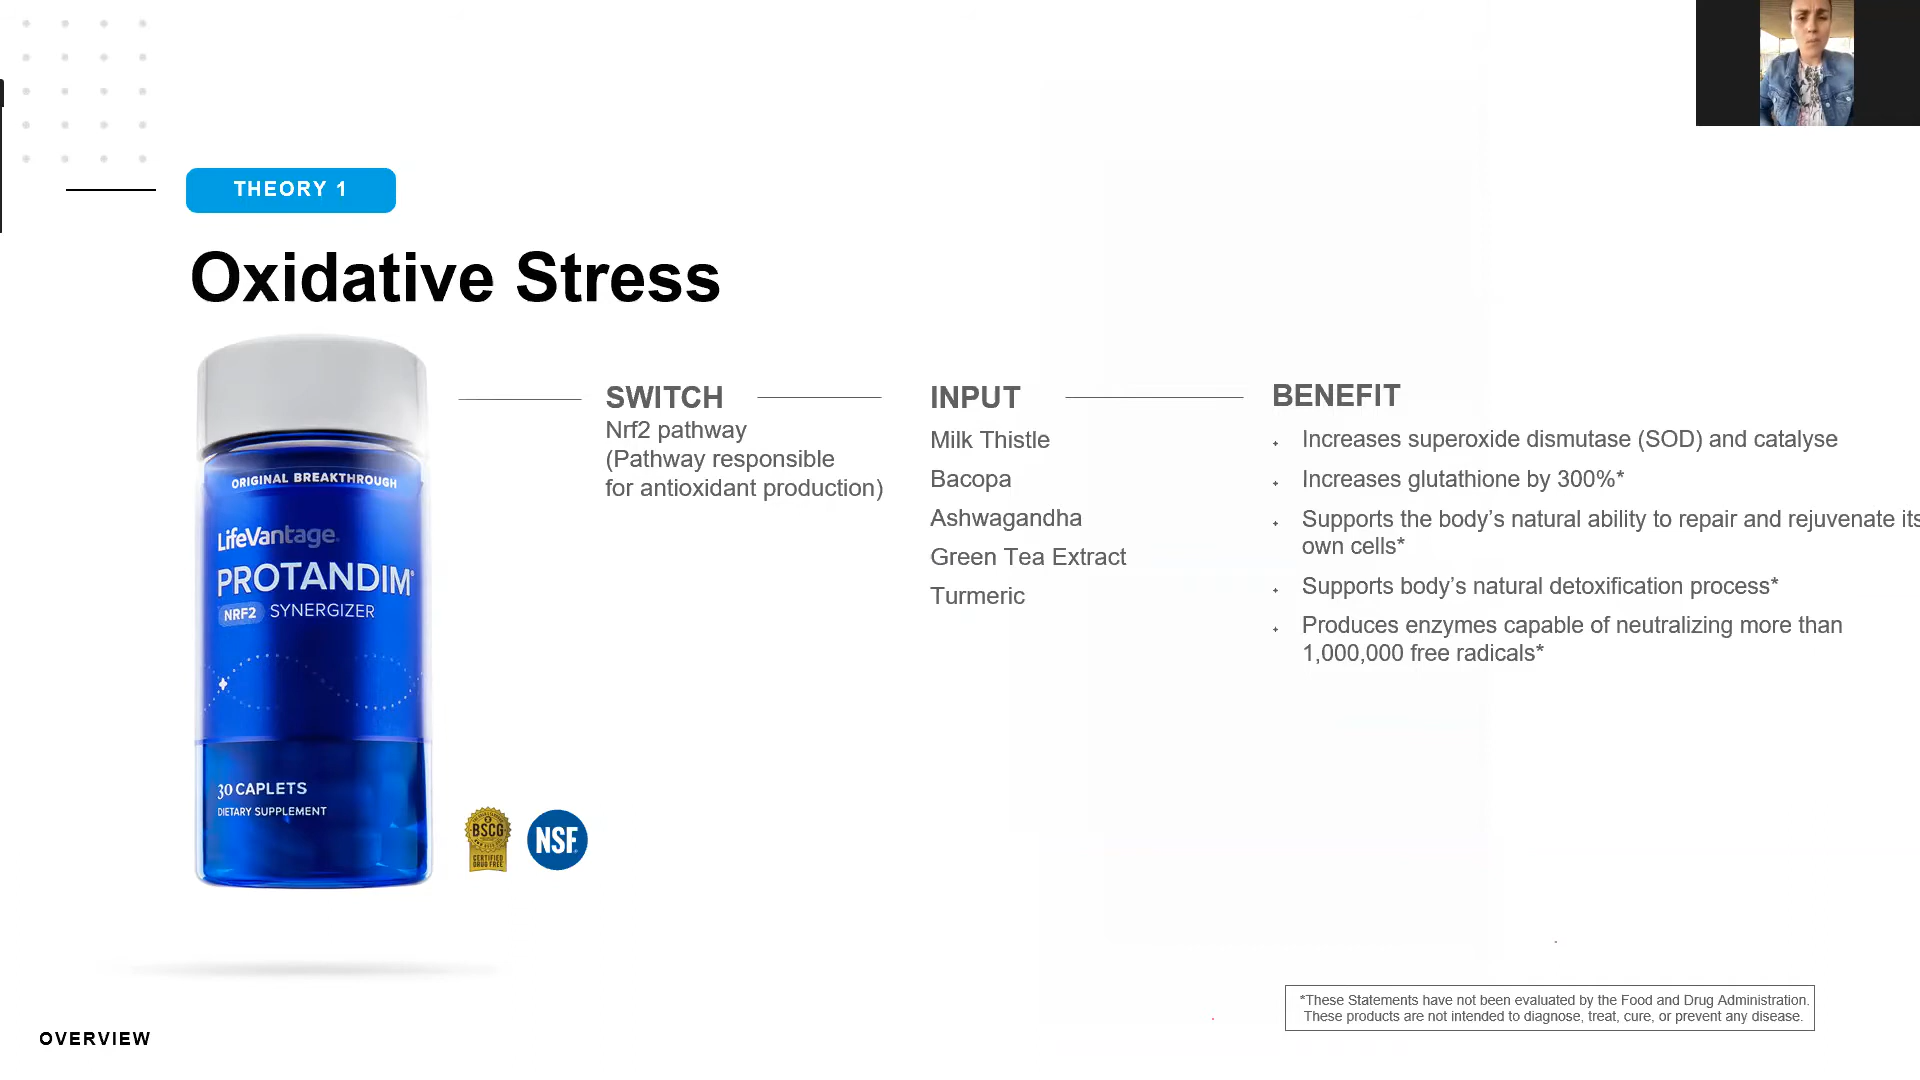 THEORY 1
Oxidative Stress
SWITCH
Nrf2 pathway
(Pathway responsible
for antioxidant production)
INPUT
Milk Thistle
Bacopa
Ashwagandha
Green Tea Extract
Turmeric
BENEFIT
Increases superoxide dismutase (SOD) and catalyse
Increases glutathione by 300%*
Supports the body’s natural ability to repair and rejuvenate its
own cells*
Supports body’s natural detoxification process*
Produces enzymes capable of neutralizing more than
1,000,000 free radicals*
ORIGINAL BREAKTHROUGH
LifeVantage
PROTANDIM®
NRF2 SYNERGIZER
30 CAPLETS
DIETARY SUPPLEMENT
BSCG
CERTIFIED
DRUG FREE
NSF
*These Statements have not been evaluated by the Food and Drug Administration.
These products are not intended to diagnose, treat, cure, or prevent any disease.
OVERVIEW